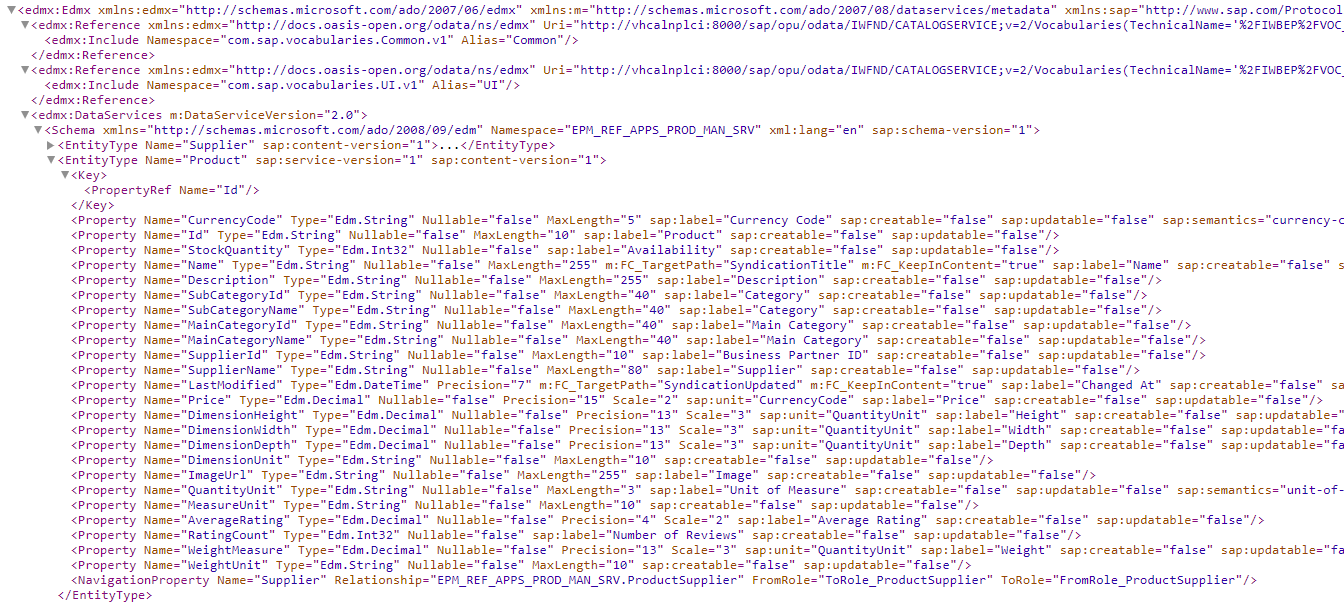 ▼<edmx:Edmx xmlns:edmx="http://schemas.microsoft.com/ado/2007/06/edmx" xmlns:m="http://schemas.microsoft.com/ado/2007/08/dataservices/metadata" xmlns:sap="http://www.sap.com/Protocol
▼<edmx:Reference xmlns:edmx="http://docs.oasis-open.org/odata/ns/edmx" Uri="http://vhcalnplci:8000/sap/opu/odata/IWFND/CATALOGSERVICE;v=2/Vocabularies(TechnicalName='%2FIWBEP%2FVOC_
<edmx:Include Namespace="com.sap.vocabularies.Common.v1" Alias="Common"/>
</edmx:Reference>
▼<edmx:Reference xmlns:edmx="http://docs.oasis-open.org/odata/ns/edmx" Uri="http://vhcalnplci:8000/sap/opu/odata/IWFND/CATALOGSERVICE;v=2/Vocabularies(TechnicalName='%2FIWBEP%2FVOC_
<edmx:Include Namespace="com.sap.vocabularies.UI.v1" Alias="UI"/>
</edmx:Reference>
▼<edmx:DataServices m:DataServiceVersion="2.0">
▼<Schema xmlns="http://schemas.microsoft.com/ado/2008/09/edm" Namespace="EPM_REF_APPS_PROD_MAN_SRV" xml:lang="en" sap:schema-version="1">
▶<EntityType Name="Supplier" sap:content-version="1">...</EntityType>
▼<EntityType Name="Product" sap:service-version="1" sap:content-version="1">
▼<Key>
<PropertyRef Name="Id"/>
</Key>
<Property Name="CurrencyCode" Type="Edm.String" Nullable="false" MaxLength="5" sap:label="Currency Code" sap:creatable="false" sap:updatable="false" sap:semantics="currency-c
<Property Name="Id" Type="Edm.String" Nullable="false" MaxLength="10" sap:label="Product" sap:creatable="false" sap:updatable="false"/>
<Property Name="StockQuantity" Type="Edm.Int32" Nullable="false" sap:label="Availability" sap:creatable="false" sap:updatable="false"/>
<Property Name="Name" Type="Edm.String" Nullable="false" MaxLength="255" m:FC_TargetPath="SyndicationTitle" m:FC_KeepInContent="true" sap:label="Name" sap:creatable="false" s
<Property Name="Description" Type="Edm.String" Nullable="false" MaxLength="255" sap:label="Description" sap:creatable="false" sap:updatable="false"/>
<Property Name="SubCategoryId" Type="Edm.String" Nullable="false" MaxLength="40" sap:label="Category" sap:creatable="false" sap:updatable="false"/>
<Property Name="SubCategoryName" Type="Edm.String" Nullable="false" MaxLength="40" sap:label="Category" sap:creatable="false" sap:updatable="false"/>
<Property Name="MainCategoryId" Type="Edm.String" Nullable="false" MaxLength="40" sap:label="Main Category" sap:creatable="false" sap:updatable="false"/>
<Property Name="MainCategoryName" Type="Edm.String" Nullable="false" MaxLength="40" sap:label="Main Category" sap:creatable="false" sap:updatable="false"/>
<Property Name="SupplierId" Type="Edm.String" Nullable="false" MaxLength="10" sap:label="Business Partner ID" sap:creatable="false" sap:updatable="false"/>
<Property Name="SupplierName" Type="Edm.String" Nullable="false" MaxLength="80" sap:label="Supplier" sap:creatable="false" sap:updatable="false"/>
<Property Name="LastModified" Type="Edm.DateTime" Precision="7" m:FC_TargetPath="SyndicationUpdated" m:FC_KeepInContent="true" sap:label="Changed At" sap:creatable="false" sa
<Property Name="Price" Type="Edm.Decimal" Nullable="false" Precision="15" Scale="2" sap:unit="CurrencyCode" sap:label="Price" sap:creatable="false" sap:updatable="false"/>
<Property Name="DimensionHeight" Type="Edm.Decimal" Nullable="false" Precision="13" Scale="3" sap:unit="QuantityUnit" sap:label="Height" sap:creatable="false" sap:updatable="
<Property Name="DimensionWidth" Type="Edm.Decimal" Nullable="false" Precision="13" Scale="3" sap:unit="QuantityUnit" sap:label="Width" sap:creatable="false" sap:updatable="fa
<Property Name="DimensionDepth" Type="Edm.Decimal" Nullable="false" Precision="13" Scale="3" sap:unit="QuantityUnit" sap:label="Depth" sap:creatable="false" sap:updatable="fa
<Property Name="DimensionUnit" Type="Edm.String" Nullable="false" MaxLength="10" sap:creatable="false" sap:updatable="false"/>
<Property Name="ImageUrl" Type="Edm.String" Nullable="false" MaxLength="255" sap:label="Image" sap:creatable="false" sap:updatable="false"/>
<Property Name="QuantityUnit" Type="Edm.String" Nullable="false" MaxLength="3" sap:label="Unit of Measure" sap:creatable="false" sap:updatable="false" sap:semantics="unit-of-
<Property Name="MeasureUnit" Type="Edm.String" Nullable="false" MaxLength="10" sap:creatable="false" sap:updatable="false"/>
<Property Name="AverageRating" Type="Edm.Decimal" Nullable="false" Precision="4" Scale="2" sap:label="Average Rating" sap:creatable="false" sap:updatable="false"/>
<Property Name="RatingCount" Type="Edm.Int32" Nullable="false" sap:label="Number of Reviews" sap:creatable="false" sap:updatable="false"/>
<Property Name="WeightMeasure" Type="Edm.Decimal" Nullable="false" Precision="13" Scale="3" sap:unit="QuantityUnit" sap:label="Weight" sap:creatable="false" sap:updatable="fa
<Property Name="WeightUnit" Type="Edm.String" Nullable="false" MaxLength="10" sap:creatable="false" sap:updatable="false"/>
<NavigationProperty Name="Supplier" Relationship="EPM_REF_APPS_PROD_MAN_SRV.ProductSupplier" FromRole="ToRole_ProductSupplier" ToRole="FromRole_ProductSupplier"/>
</EntityType>